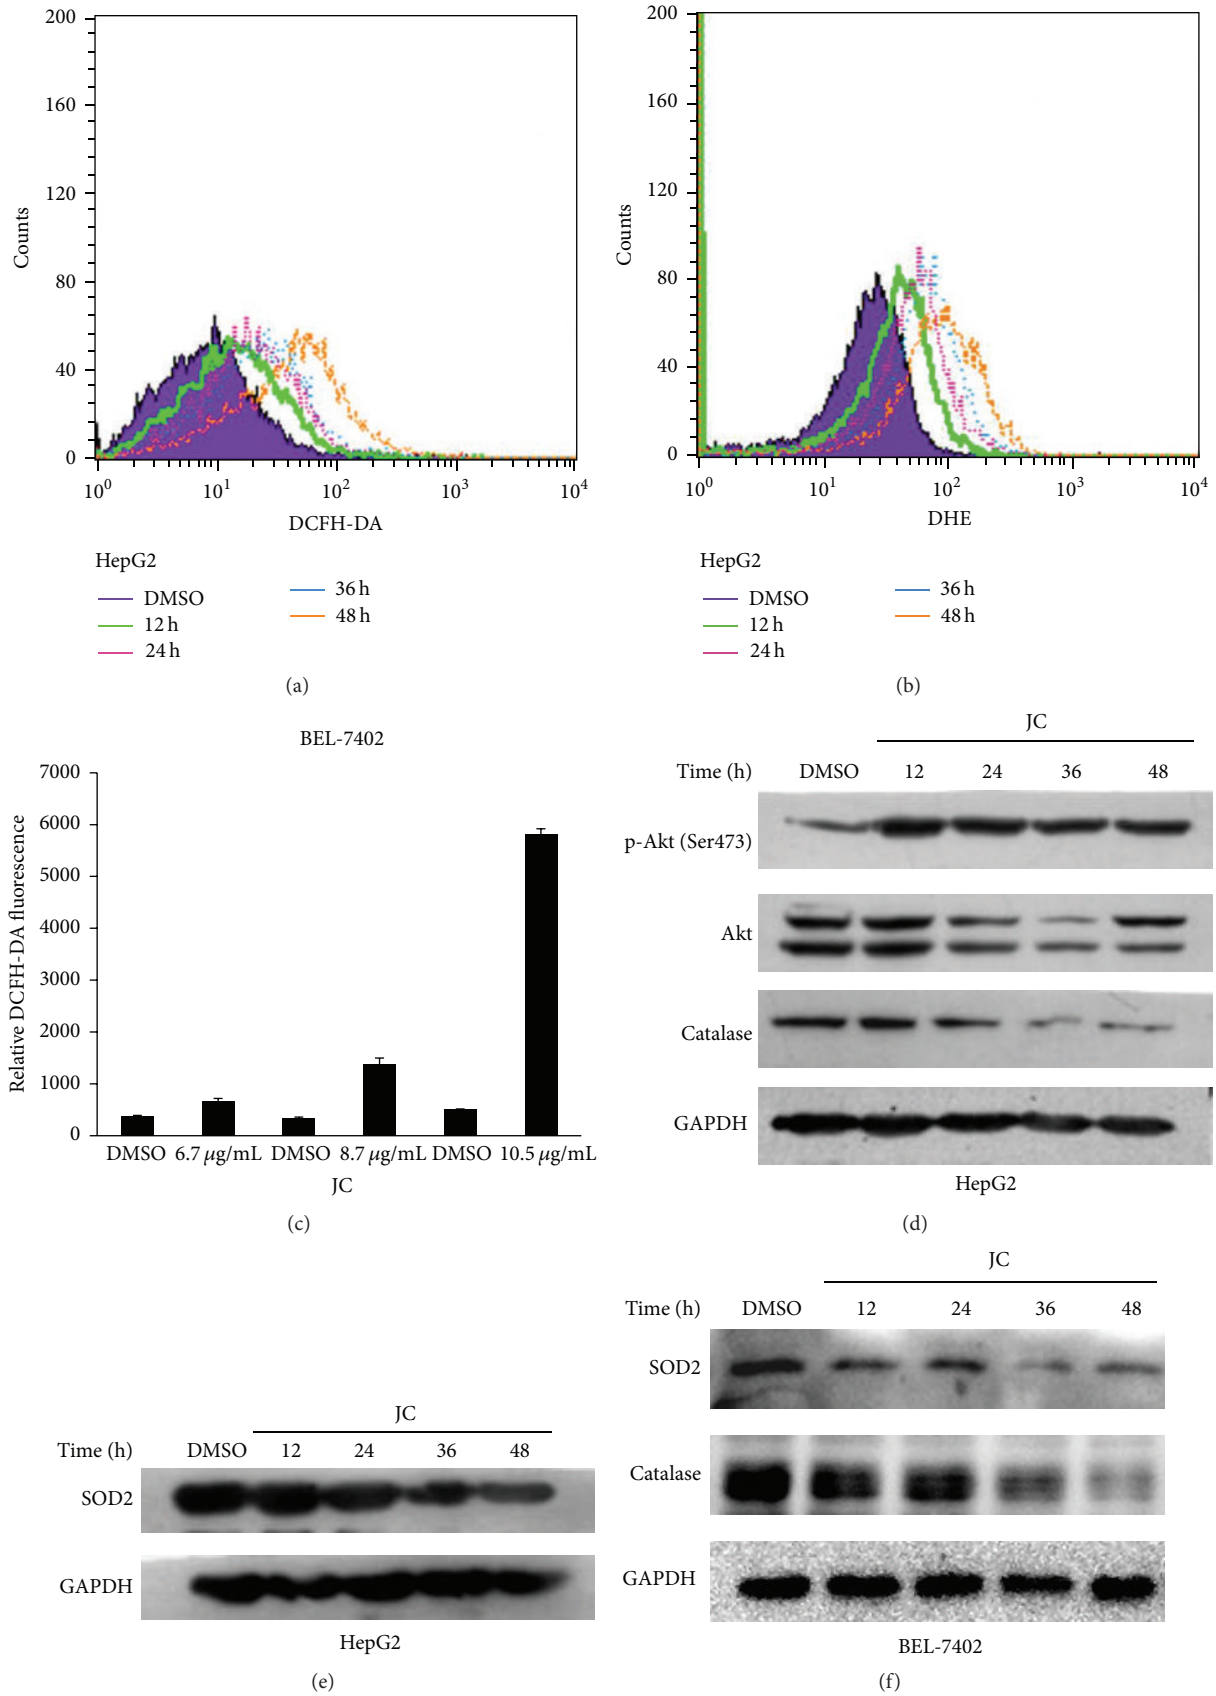 200
160
120
80
40
0
Counts
10^0 10^1 10^2 10^3 10^4
DCFH-DA
HepG2
DMSO
12 h
24 h
36 h
48 h
(a)
200
160
120
80
40
0
Counts
10^0 10^1 10^2 10^3 10^4
DHE
HepG2
DMSO
12 h
24 h
36 h
48 h
(b)
BEL-7402
7000
6000
5000
4000
3000
2000
1000
0
Relative DCFH-DA fluorescence
DMSO 6.7 μg/mL DMSO 8.7 μg/mL DMSO 10.5 μg/mL
JC
(c)
JC
Time (h) DMSO 12 24 36 48
p-Akt (Ser473)
Akt
Catalase
GAPDH
HepG2
(d)
JC
Time (h) DMSO 12 24 36 48
SOD2
GAPDH
HepG2
(e)
JC
Time (h) DMSO 12 24 36 48
SOD2
Catalase
GAPDH
BEL-7402
(f)